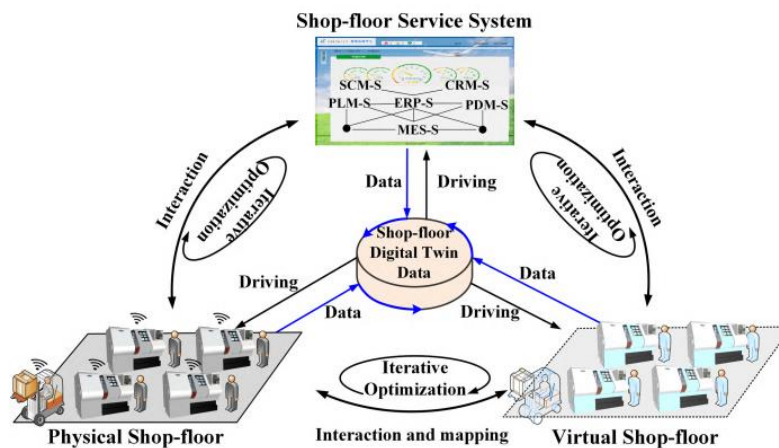 Shop-floor Service System
SCM-S CRM-S
PLM-S ERP-S PDM-S
MES-S
Interaction
Iterative
Optimization
Iterative
Optimization
Interaction
Data Driving
Shop-floor
Digital Twin
Data
Driving
Data
Data
Driving
Iterative
Optimization
Physical Shop-floor
Interaction and mapping
Virtual Shop-floor